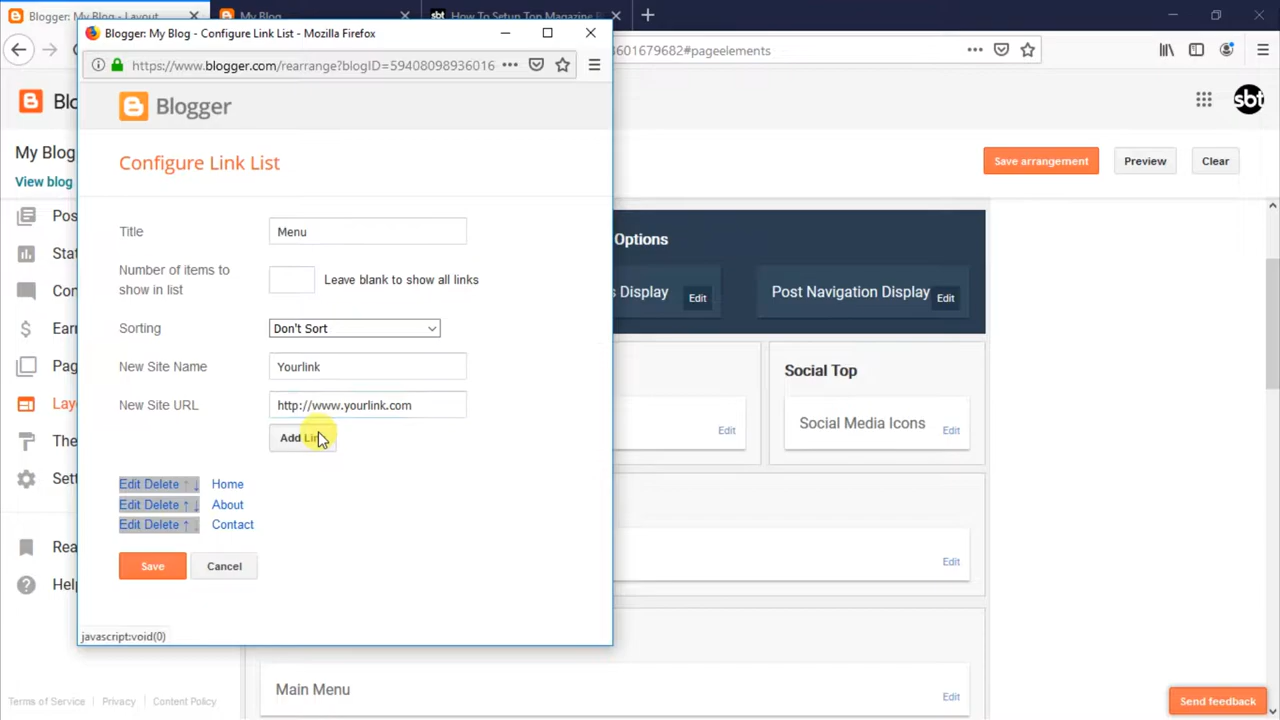 Blogger: My Blog - Layout
My Blog
sbt How To Setup Top Magazine
Blogger: My Blog - Configure Link List - Mozilla Firefox
https://www.blogger.com/rearrange?blogID=59408098936016
3601679682#pageelements
Blogger
sbt
My Blog
View blog
Save arrangement
Preview
Clear
Configure Link List
Title
Menu
Number of items to
show in list
Leave blank to show all links
Sorting
Don't Sort
New Site Name
Yourlink
New Site URL
http://www.yourlink.com
Edit Delete ↑ ↓ Home
Edit Delete ↑ ↓ About
Edit Delete ↑ ↓ Contact
Save
Cancel
javascript:void(0)
Options
Display
Edit
Post Navigation Display
Edit
Social Top
Edit
Social Media Icons
Edit
Edit
Main Menu
Edit
Terms of Service
Privacy
Content Policy
Send feedback